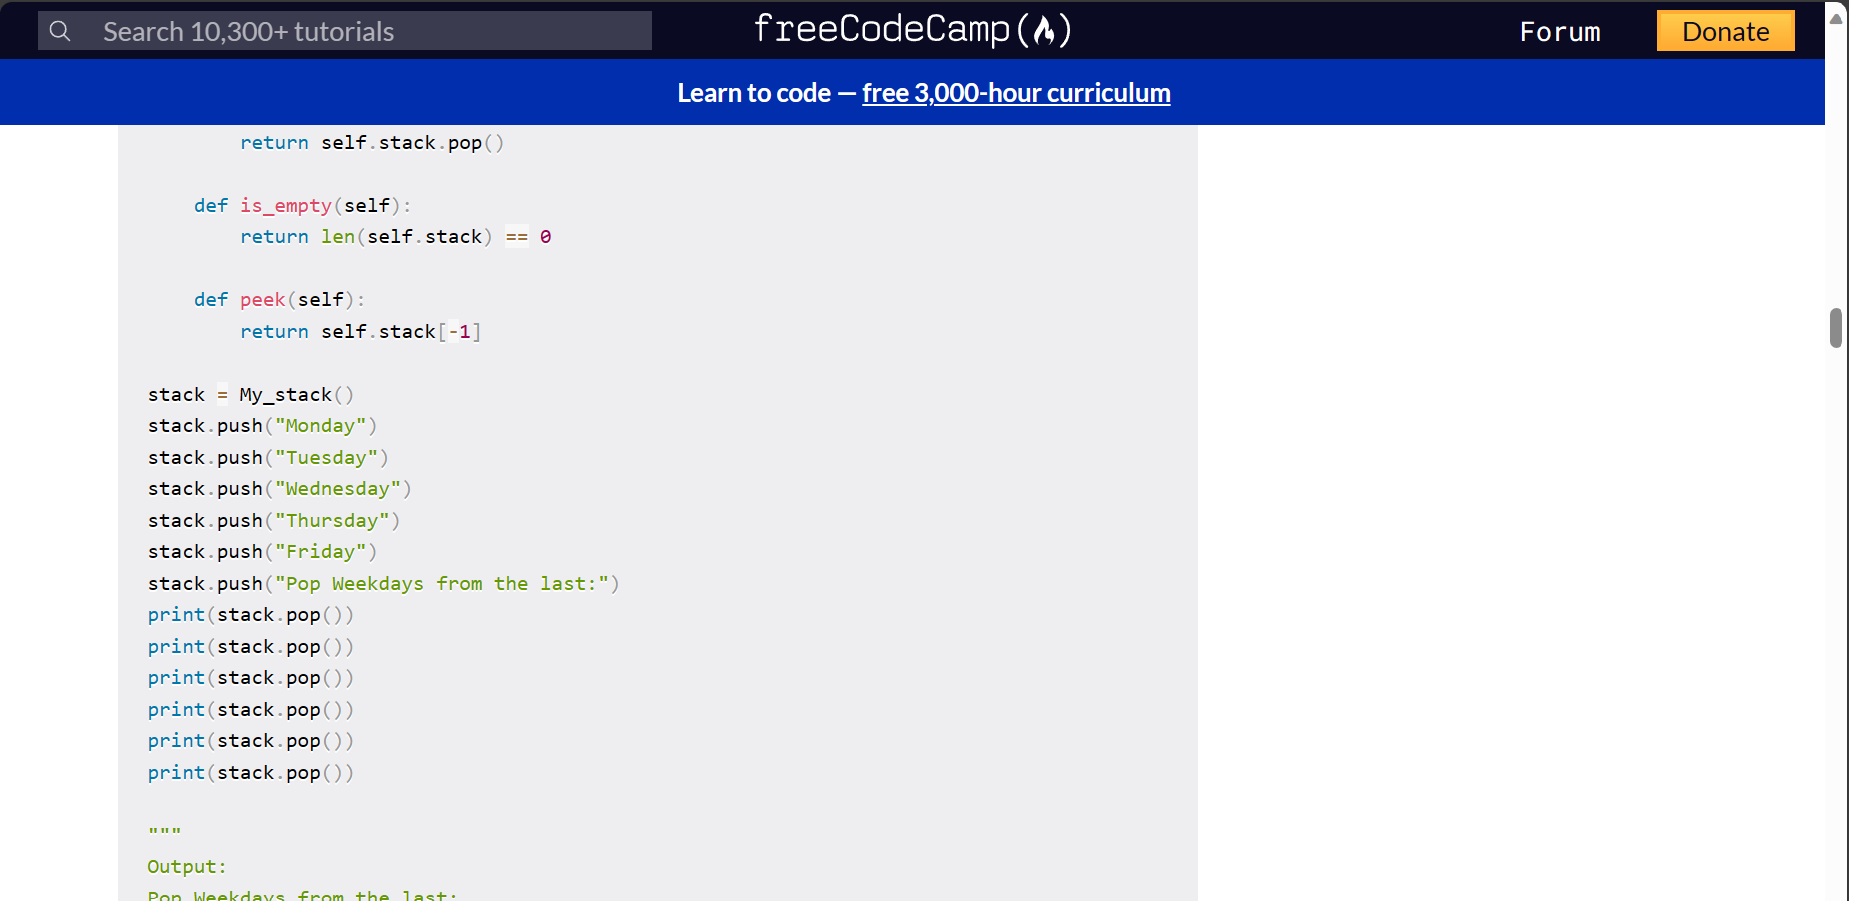 Search 10,300+ tutorials
freeCodeCamp(🔥)
Forum
Donate
Learn to code — free 3,000-hour curriculum
        return self.stack.pop()
    def is_empty(self):
        return len(self.stack) == 0
    def peek(self):
        return self.stack[-1]
stack = My_stack()
stack.push("Monday")
stack.push("Tuesday")
stack.push("Wednesday")
stack.push("Thursday")
stack.push("Friday")
stack.push("Pop Weekdays from the last:")
print(stack.pop())
print(stack.pop())
print(stack.pop())
print(stack.pop())
print(stack.pop())
print(stack.pop())
"""
Output:
Pop Weekdays from the last: